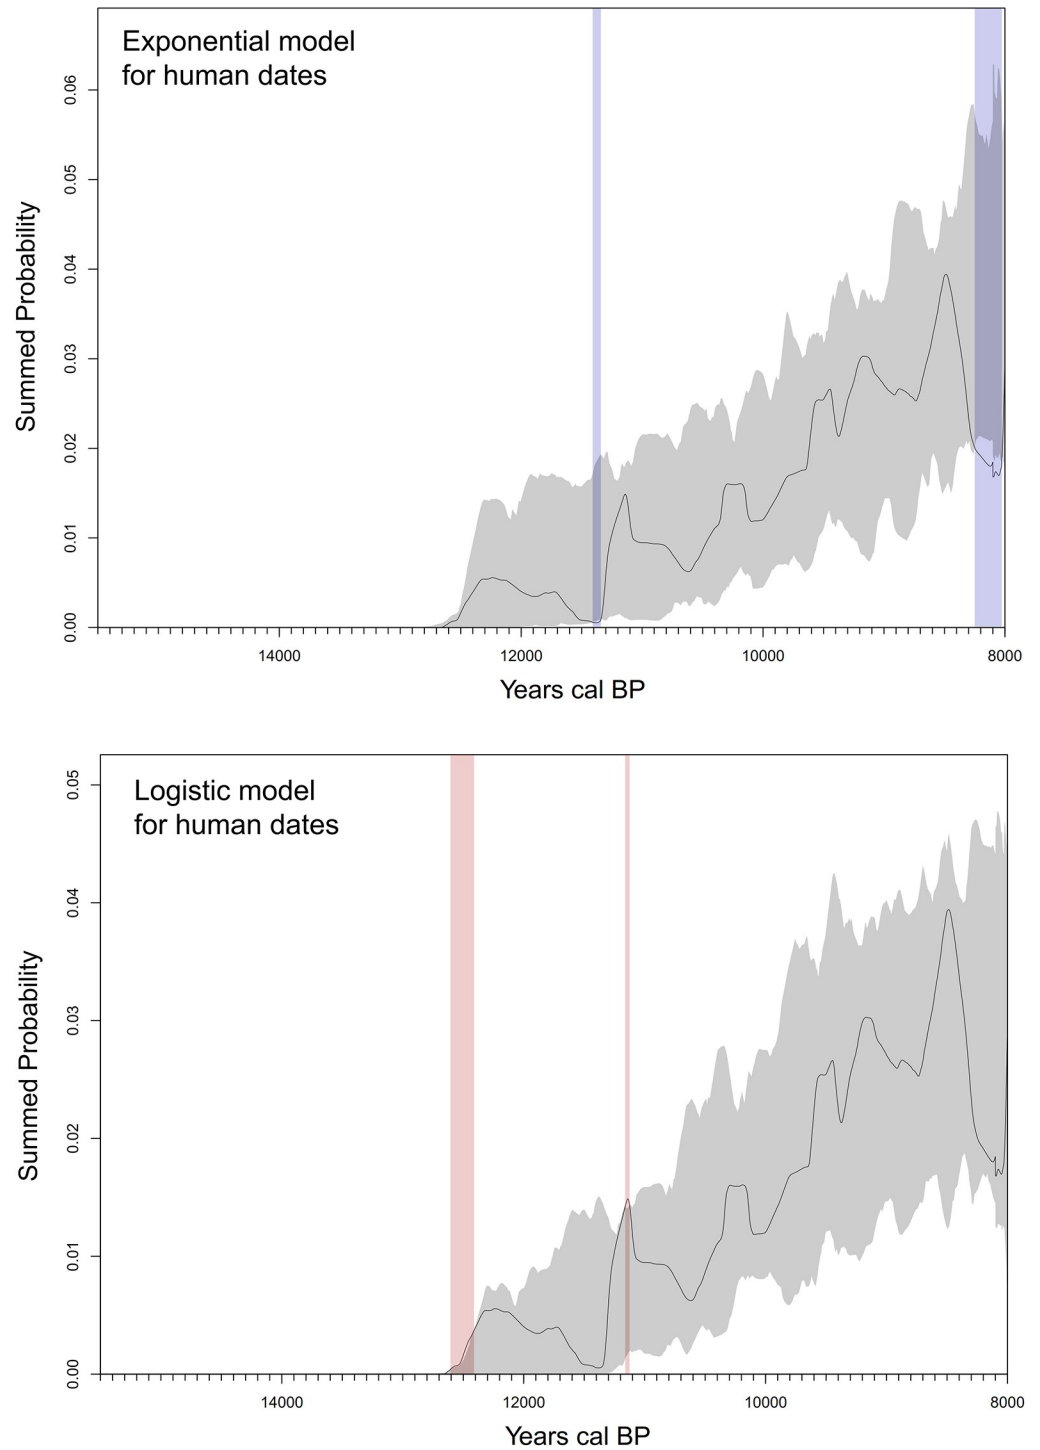 Exponential model
for human dates
Summed Probability
0.06
0.05
0.04
0.03
0.02
0.01
0.00
14000
12000
10000
8000
Years cal BP
Logistic model
for human dates
Summed Probability
0.05
0.04
0.03
0.02
0.01
0.00
14000
12000
10000
8000
Years cal BP